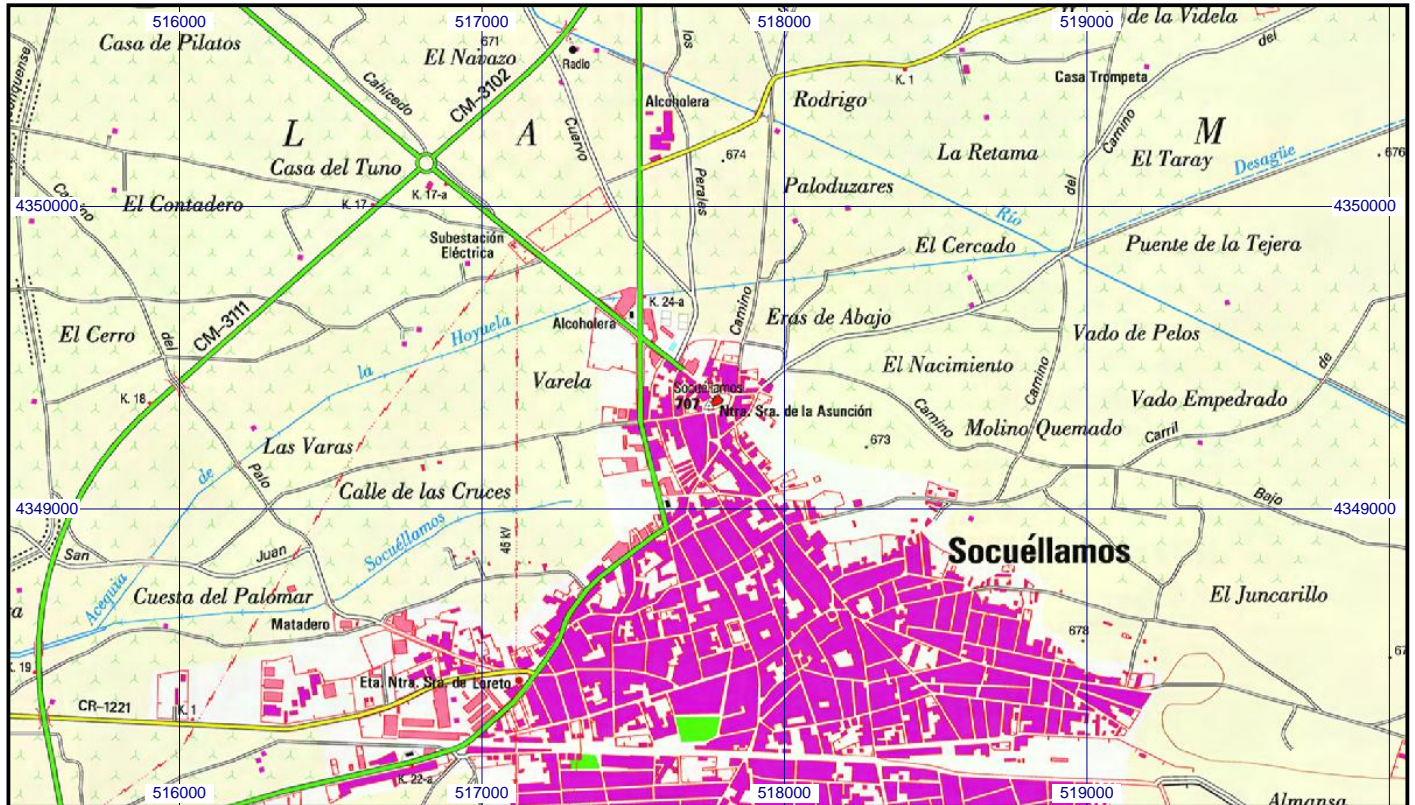 516000 517000 518000 519000
de la Videla
del
Casa de Pilatos
El Navazo
671
Radio
los
Cahicedo
CM-3102
K. 1
Casa Trompeta
Alcoholera
Rodrigo
L A M
Cuervo
Camino
674
La Retama
El Taray
Desagüe
676
Casa del Tuno
K. 17-a
K. 17
Perales
Paloduzares
del
4350000 4350000
El Contadero
Río
Subestación
Eléctrica
El Cercado
Puente de la Tejera
K. 24-a
Camino
CM-3111
El Cerro
del
Hoyuela
la
Alcoholera
Eras de Abajo
Vado de Pelos
Varela
El Nacimiento
Camino
de
Socuéllamos
707
Ntra. Sra. de la Asunción
K. 18
Vado Empedrado
Camino
Molino Quemado
Carril
673
Las Varas
Palo
de
Calle de las Cruces
Bajo
4349000 4349000
45 kV
Socuéllamos
San Juan
Socuéllamos
Acequia
Cuesta del Palomar
El Juncarillo
Matadero
678
K. 19
Eta. Ntra. Sra. de Loreto
CR-1221
K. 1
K. 22-a
516000 517000 518000 519000
Almansa